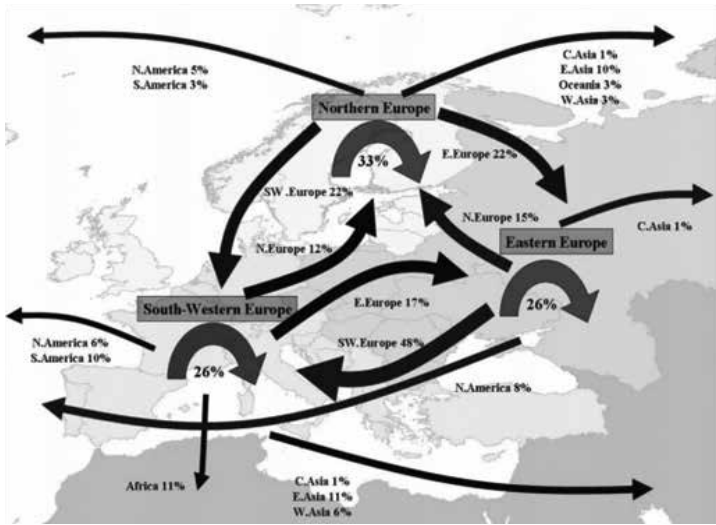 N.America 5%
S.America 3%
C.Asia 1%
E.Asia 10%
Oceania 3%
W.Asia 3%
Northern Europe
33%
E.Europe 22%
SW .Europe 22%
N.Europe 15%
C.Asia 1%
Eastern Europe
N.Europe 12%
South-Western Europe
E.Europe 17%
26%
N.America 6%
S.America 10%
SW.Europe 48%
26%
N.America 8%
Africa 11%
C.Asia 1%
E.Asia 11%
W.Asia 6%